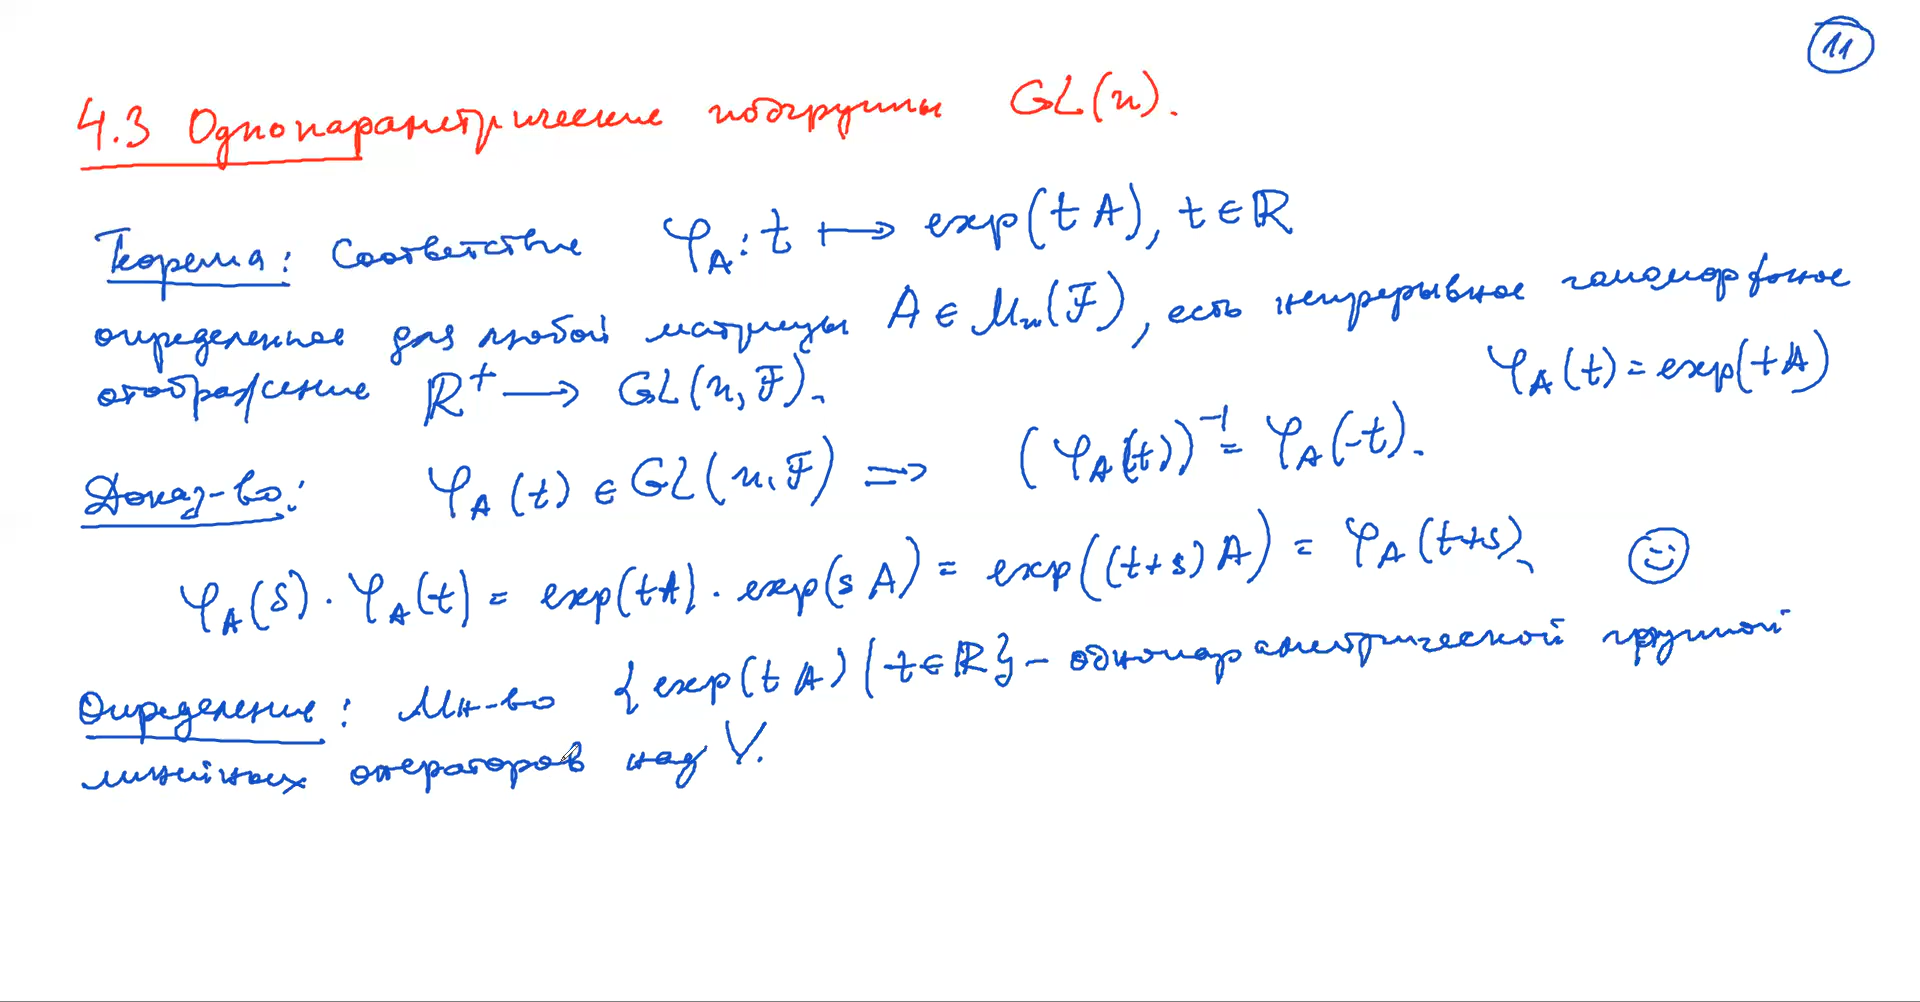 11
4.3 Однопараметрические подгруппы GL(n).
Теорема: Соответствие φ_A: t ⟼ exp(tA), t∈ℝ
определенное для любой матрицы A ∈ M_n(F), есть непрерывное гомоморфное
отображение ℝ⁺ → GL(n, F).
φ_A(t) = exp(tA)
Доказ-во: φ_A(t) ∈ GL(n, F) ⟹ (φ_A(t))⁻¹ = φ_A(-t).
φ_A(s) · φ_A(t) = exp(tA) · exp(sA) = exp((t+s)A) = φ_A(t+s).
Определение: Мн-во {exp(tA) | t∈ℝ} – однопараметрической группой
линейных операторов над V.